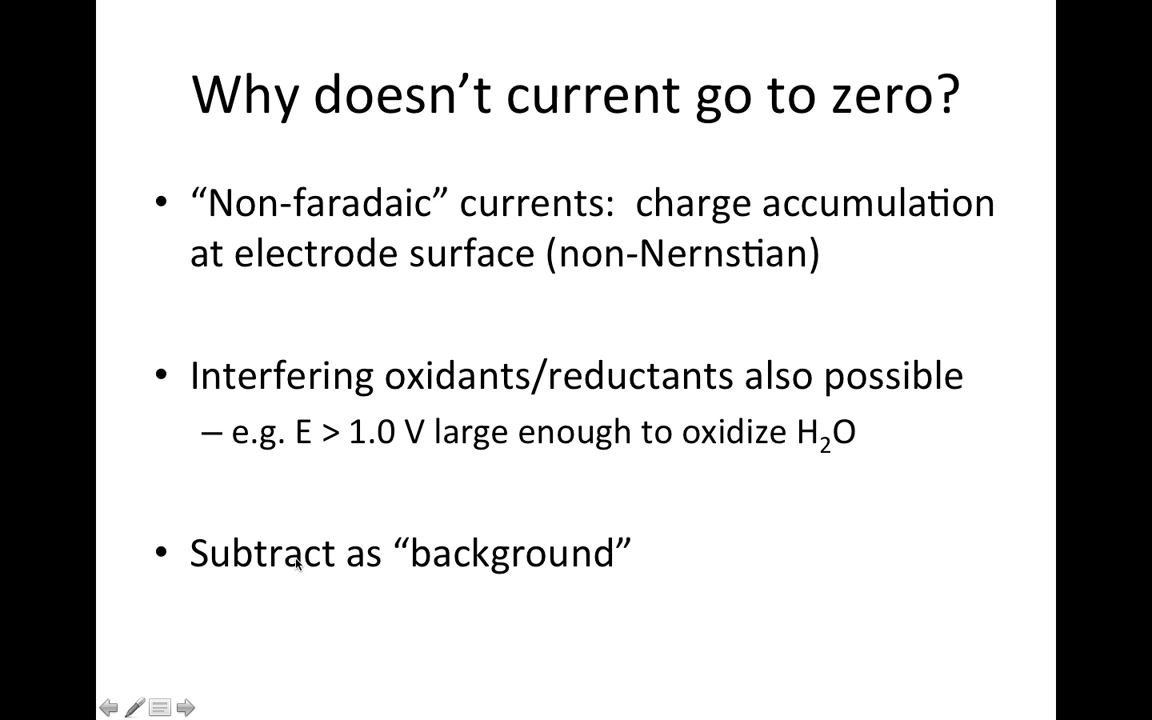 Why doesn’t current go to zero?
• “Non-faradaic” currents:  charge accumulation
at electrode surface (non-Nernstian)
• Interfering oxidants/reductants also possible
– e.g. E > 1.0 V large enough to oxidize H₂O
• Subtract as “background”